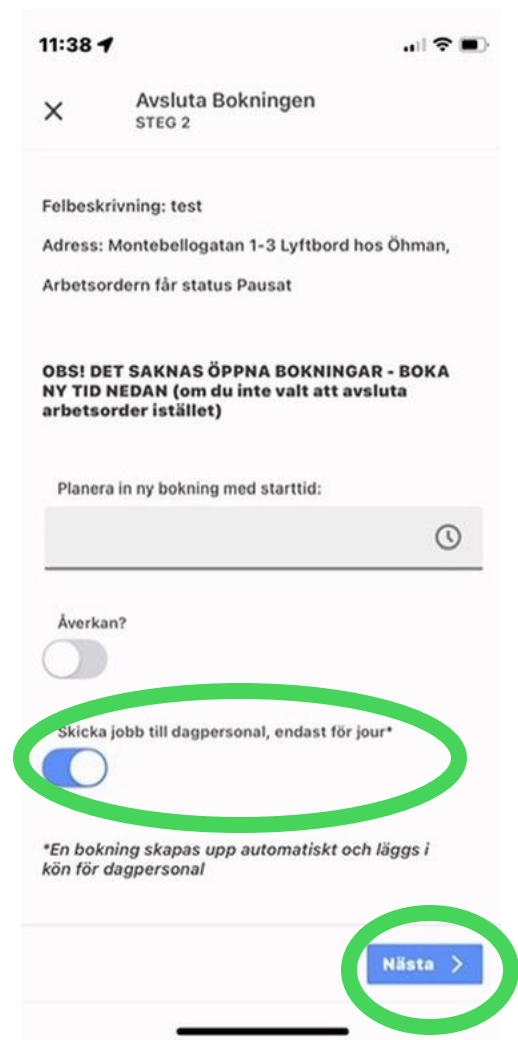 11:38
Avsluta Bokningen
STEG 2
Felbeskrivning: test
Adress: Montebellogatan 1-3 Lyftbord hos Öhman,
Arbetsordern får status Pausat
OBS! DET SAKNAS ÖPPNA BOKNINGAR - BOKA
NY TID NEDAN (om du inte valt att avsluta
arbetsorder istället)
Planera in ny bokning med starttid:
Åverkan?
Skicka jobb till dagpersonal, endast för jour*
*En bokning skapas upp automatiskt och läggs i
kön för dagpersonal
Nästa